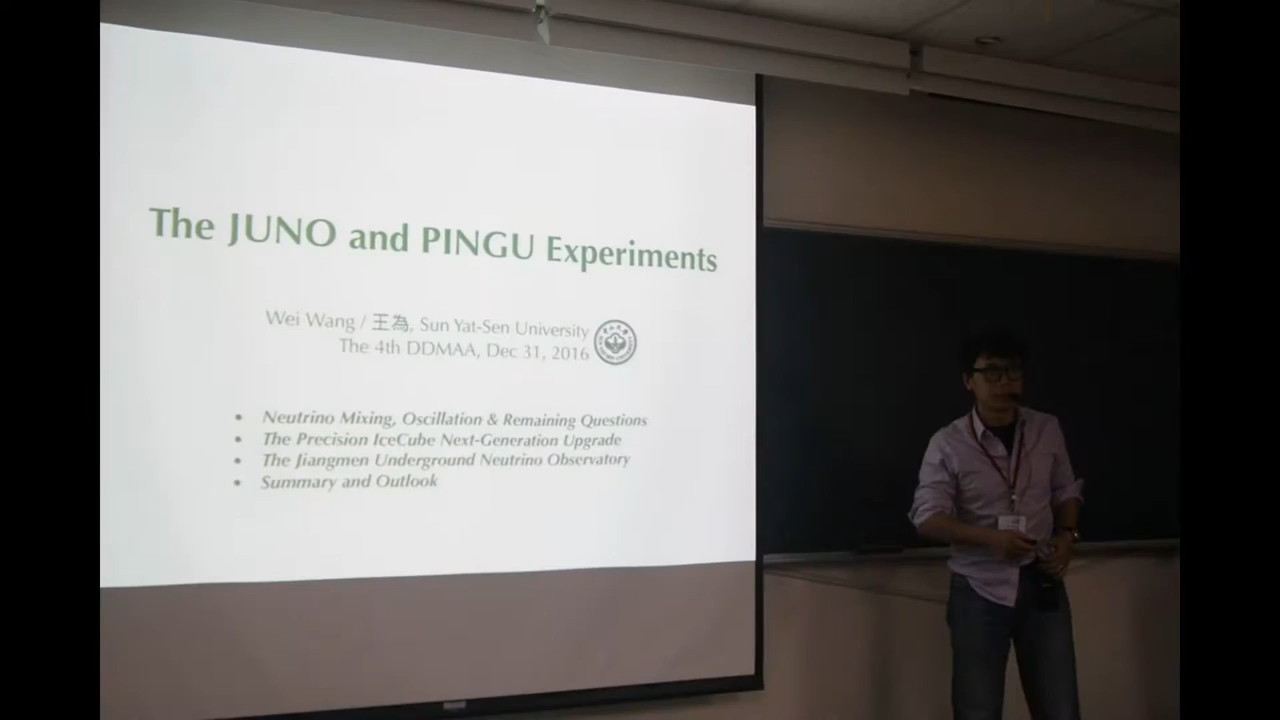 The JUNO and PINGU Experiments
Wei Wang / 王為, Sun Yat-Sen University
The 4th DDMAA, Dec 31, 2016
• Neutrino Mixing, Oscillation & Remaining Questions
• The Precision IceCube Next-Generation Upgrade
• The Jiangmen Underground Neutrino Observatory
• Summary and Outlook